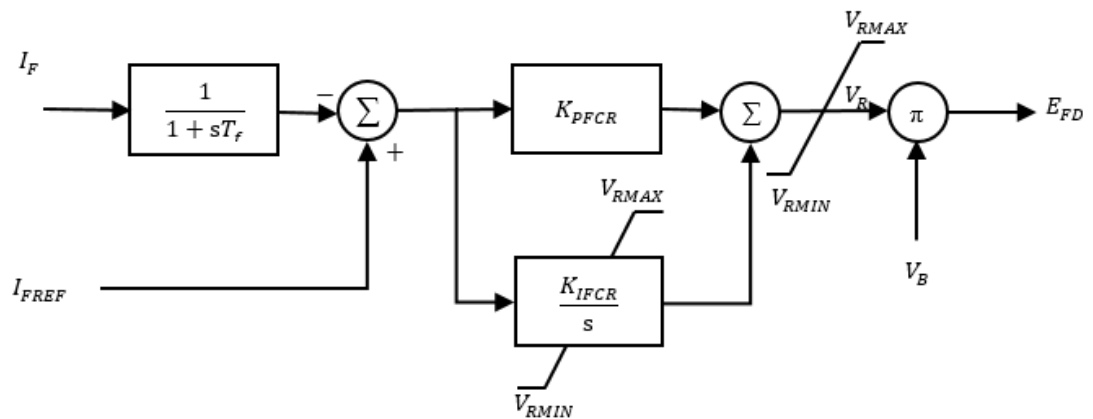 V_RMAX
I_F
1
1 + sT_f
−
∑
+
K_PFCR
∑
V_R
π
E_FD
V_RMAX
V_RMIN
I_FREF
K_IFCR
s
V_B
V_RMIN